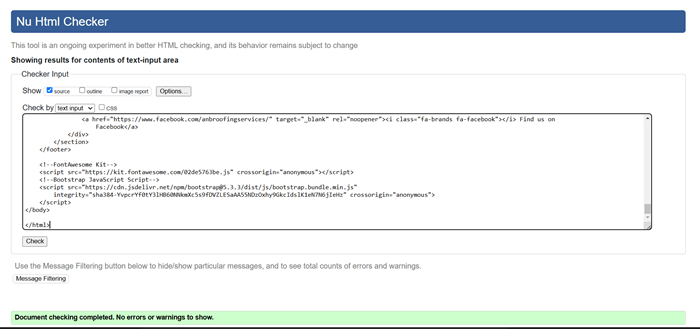 Nu Html Checker
This tool is an ongoing experiment in better HTML checking, and its behavior remains subject to change
Showing results for contents of text-input area
Checker Input
Show source outline image report Options...
Check by text input css
<a href="https://www.facebook.com/anbroofingservices/" target="_blank" rel="noopener"><i class="fa-brands fa-facebook"></i> Find us on
Facebook</a>
</div>
</section>
</footer>
<!--FontAwesome Kit-->
<script src="https://kit.fontawesome.com/02de5763be.js" crossorigin="anonymous"></script>
<!--Bootstrap JavaScript Script-->
<script src="https://cdn.jsdelivr.net/npm/bootstrap@5.3.3/dist/js/bootstrap.bundle.min.js"
integrity="sha384-YvpcrYf0tY3lHB60NNkmXc5s9fDVZLESaAA55NDzOxhy9GkcIdslK1eN7N6jIeHz" crossorigin="anonymous">
</script>
</body>
</html>
Check
Use the Message Filtering button below to hide/show particular messages, and to see total counts of errors and warnings.
Message Filtering
Document checking completed. No errors or warnings to show.